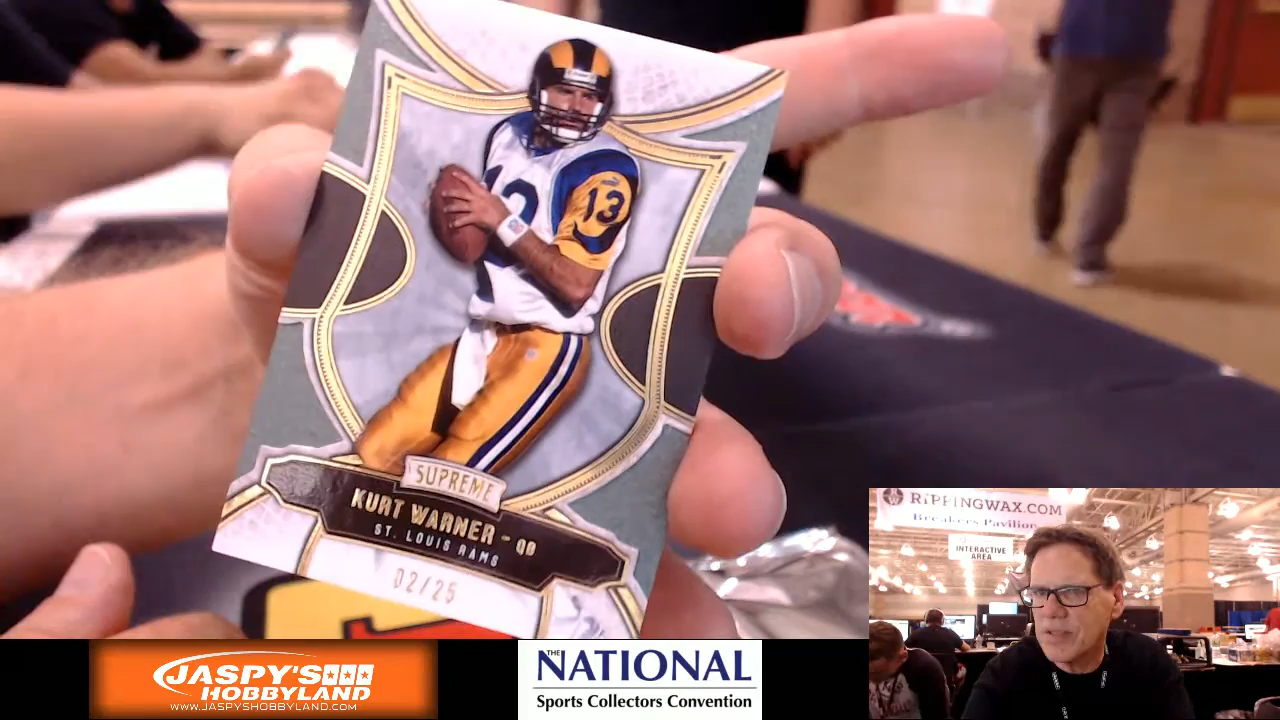 13
13
SUPREME
KURT WARNER - QB
ST. LOUIS RAMS
02/25
RIPPINGWAX.COM
Breakers Pavilion
INTERACTIVE
AREA
JASPY'S
HOBBYLAND
WWW.JASPYSHOBBYLAND.COM
THE NATIONAL
Sports Collectors Convention